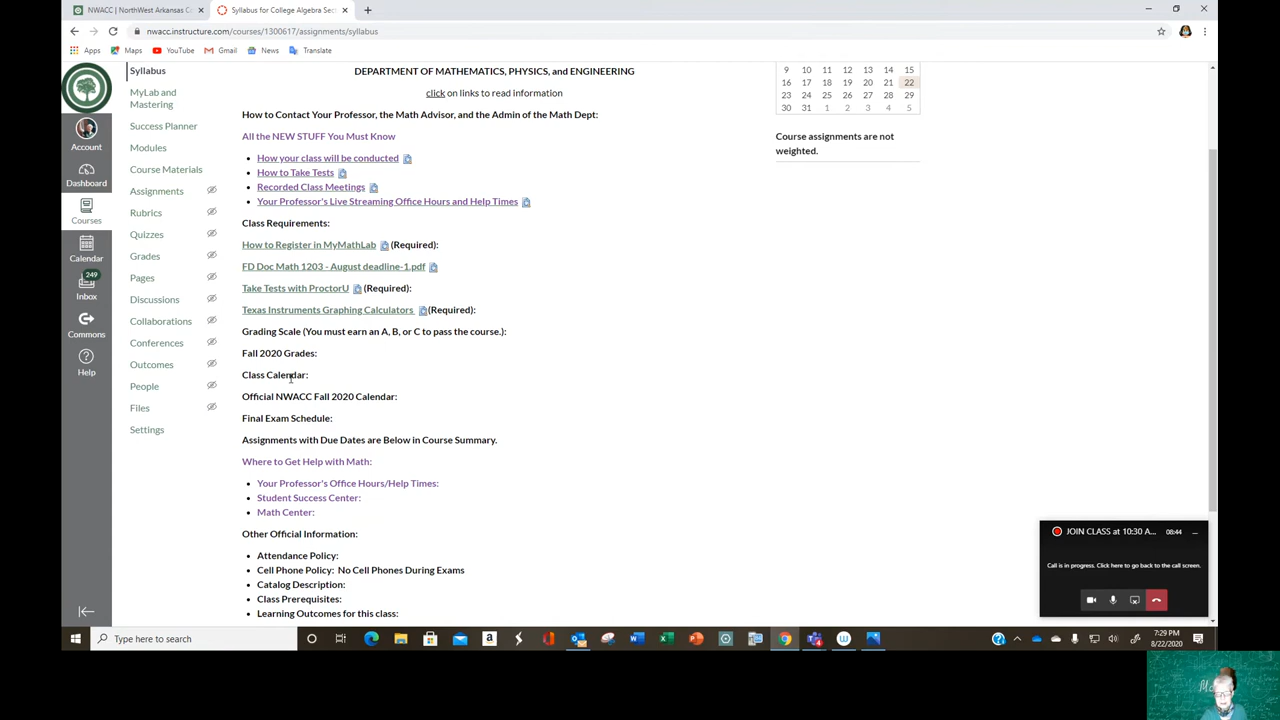 NWACC | NorthWest Arkansas Co
Syllabus for College Algebra Sec
nwacc.instructure.com/courses/1300617/assignments/syllabus
Apps
Maps
YouTube
Gmail
News
Translate
Account
Dashboard
Courses
Calendar
249
Inbox
Commons
Help
Syllabus
MyLab and
Mastering
Success Planner
Modules
Course Materials
Assignments
Rubrics
Quizzes
Grades
Pages
Discussions
Collaborations
Conferences
Outcomes
People
Files
Settings
DEPARTMENT OF MATHEMATICS, PHYSICS, and ENGINEERING
click on links to read information
How to Contact Your Professor, the Math Advisor, and the Admin of the Math Dept:
All the NEW STUFF You Must Know
How your class will be conducted
How to Take Tests
Recorded Class Meetings
Your Professor's Live Streaming Office Hours and Help Times
Class Requirements:
How to Register in MyMathLab (Required):
FD Doc Math 1203 - August deadline-1.pdf
Take Tests with ProctorU (Required):
Texas Instruments Graphing Calculators (Required):
Grading Scale (You must earn an A, B, or C to pass the course.):
Fall 2020 Grades:
Class Calendar:
Official NWACC Fall 2020 Calendar:
Final Exam Schedule:
Assignments with Due Dates are Below in Course Summary.
Where to Get Help with Math:
Your Professor's Office Hours/Help Times:
Student Success Center:
Math Center:
Other Official Information:
Attendance Policy:
Cell Phone Policy: No Cell Phones During Exams
Catalog Description:
Class Prerequisites:
Learning Outcomes for this class:
9 10 11 12 13 14 15
16 17 18 19 20 21 22
23 24 25 26 27 28 29
30 31 1 2 3 4 5
Course assignments are not
weighted.
JOIN CLASS at 10:30 A... 08:44
Call is in progress. Click here to go back to the call screen.
Type here to search
7:29 PM
8/22/2020